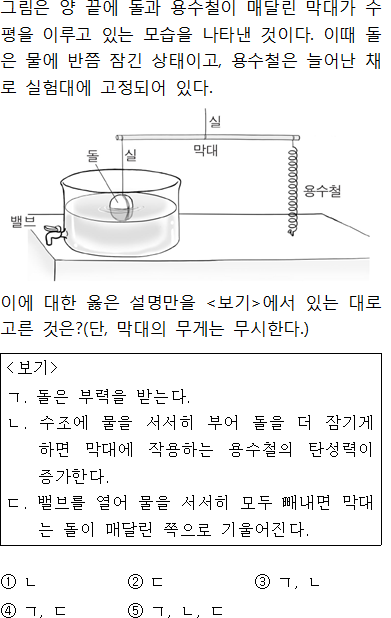 그림은 양 끝에 돌과 용수철이 매달린 막대가 수
평을 이루고 있는 모습을 나타낸 것이다. 이때 돌
은 물에 반쯤 잠긴 상태이고, 용수철은 늘어난 채
로 실험대에 고정되어 있다.
실
돌 실 막대
용수철
밸브
이에 대한 옳은 설명만을 <보기>에서 있는 대로
고른 것은?(단, 막대의 무게는 무시한다.)
<보기>
ㄱ. 돌은 부력을 받는다.
ㄴ. 수조에 물을 서서히 부어 돌을 더 잠기게
하면 막대에 작용하는 용수철의 탄성력이
증가한다.
ㄷ. 밸브를 열어 물을 서서히 모두 빼내면 막대
는 돌이 매달린 쪽으로 기울어진다.
① ㄴ ② ㄷ ③ ㄱ, ㄴ
④ ㄱ, ㄷ ⑤ ㄱ, ㄴ, ㄷ